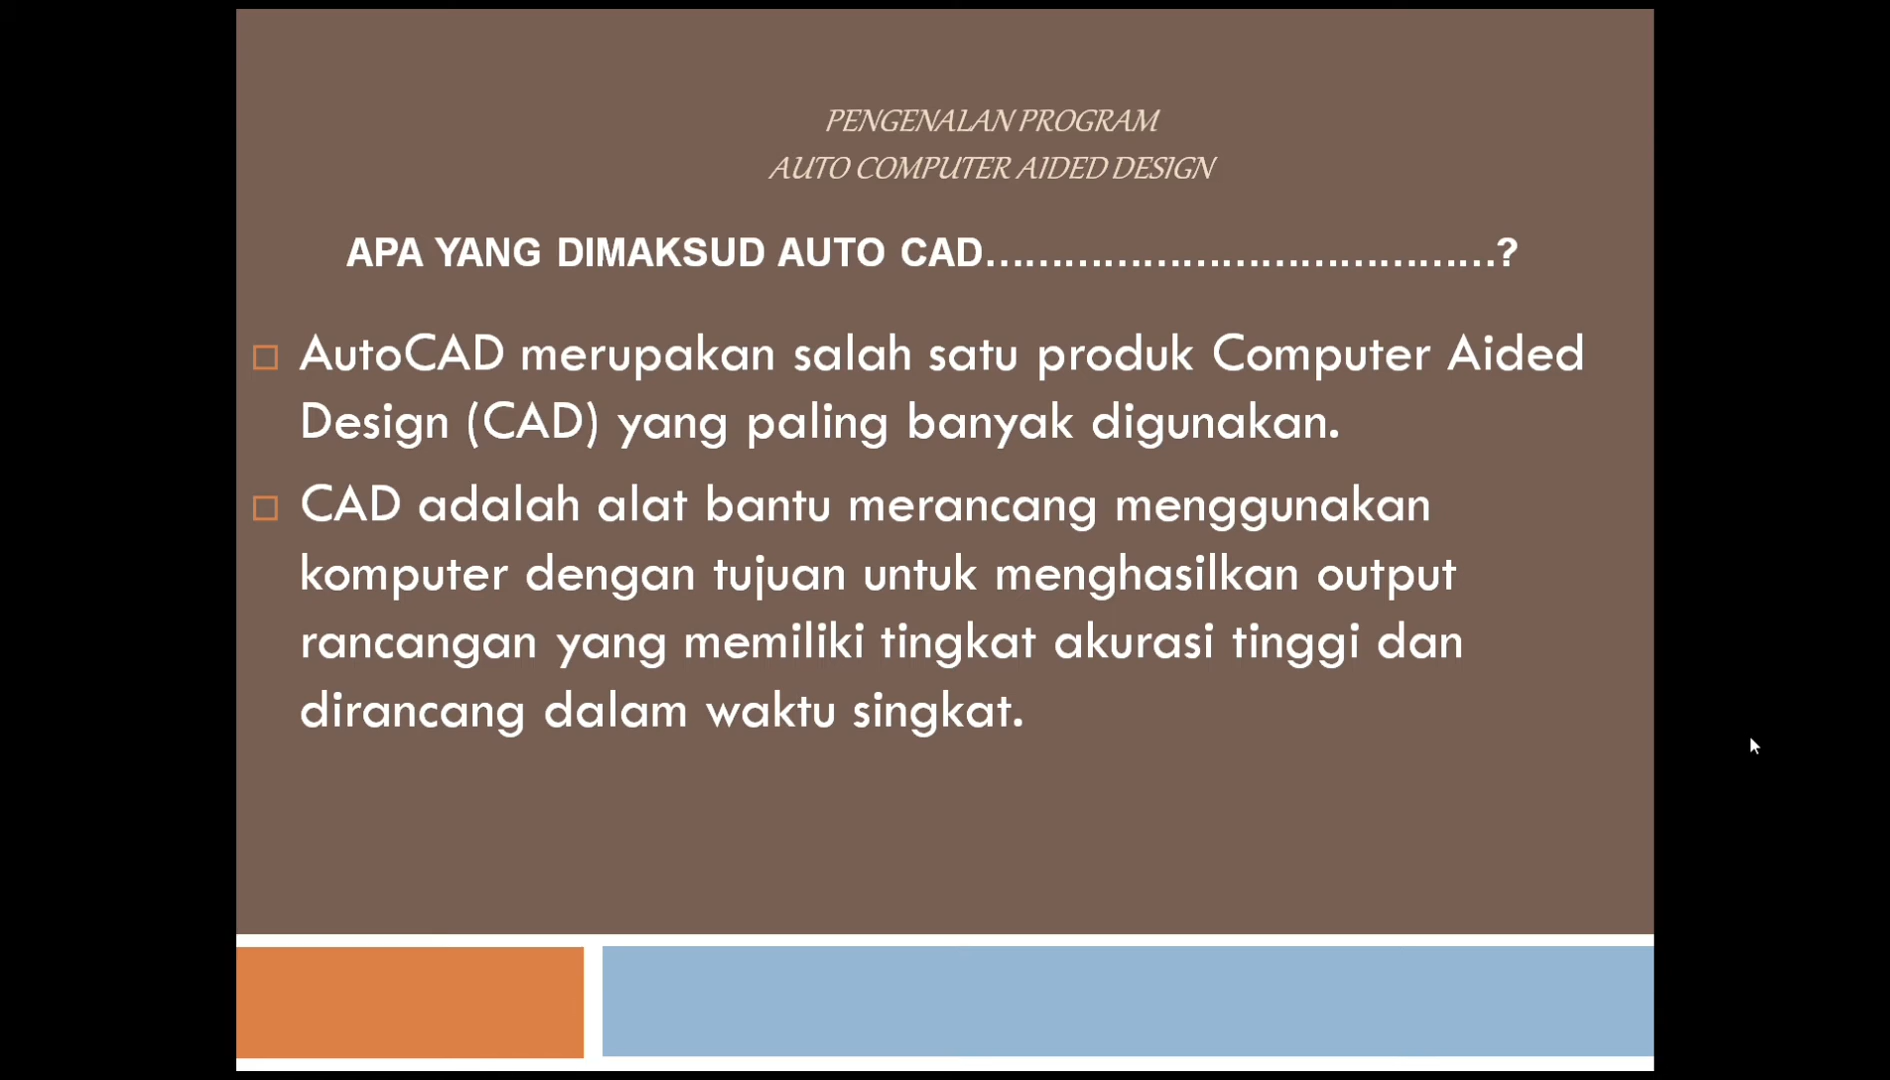 PENGENALAN PROGRAM
AUTO COMPUTER AIDED DESIGN
APA YANG DIMAKSUD AUTO CAD…………………………………?
AutoCAD merupakan salah satu produk Computer Aided
Design (CAD) yang paling banyak digunakan.
CAD adalah alat bantu merancang menggunakan
komputer dengan tujuan untuk menghasilkan output
rancangan yang memiliki tingkat akurasi tinggi dan
dirancang dalam waktu singkat.